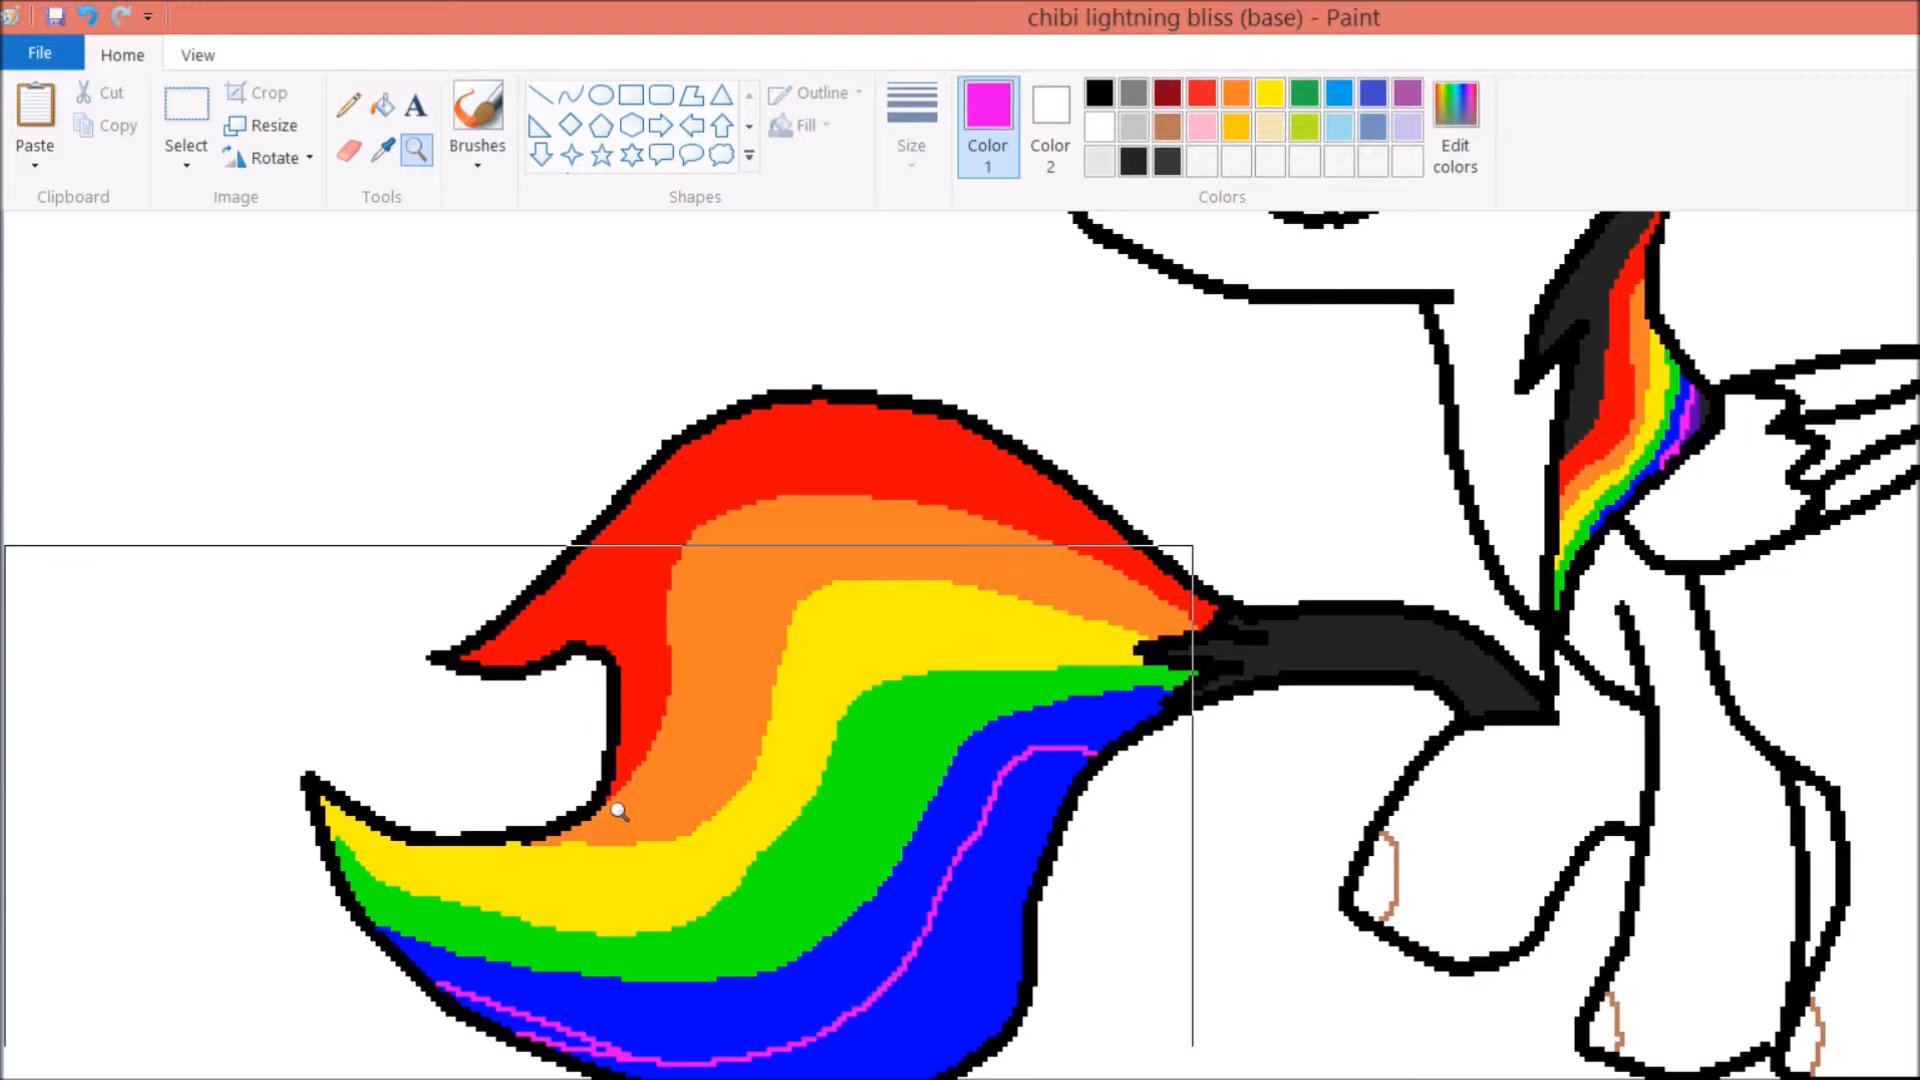 chibi lightning bliss (base) - Paint
File Home View
Paste
Cut
Copy
Clipboard
Select
Crop
Resize
Rotate
Image
A
Tools
Brushes
Shapes
Outline
Fill
Size
Color 1
Color 2
Edit colors
Colors